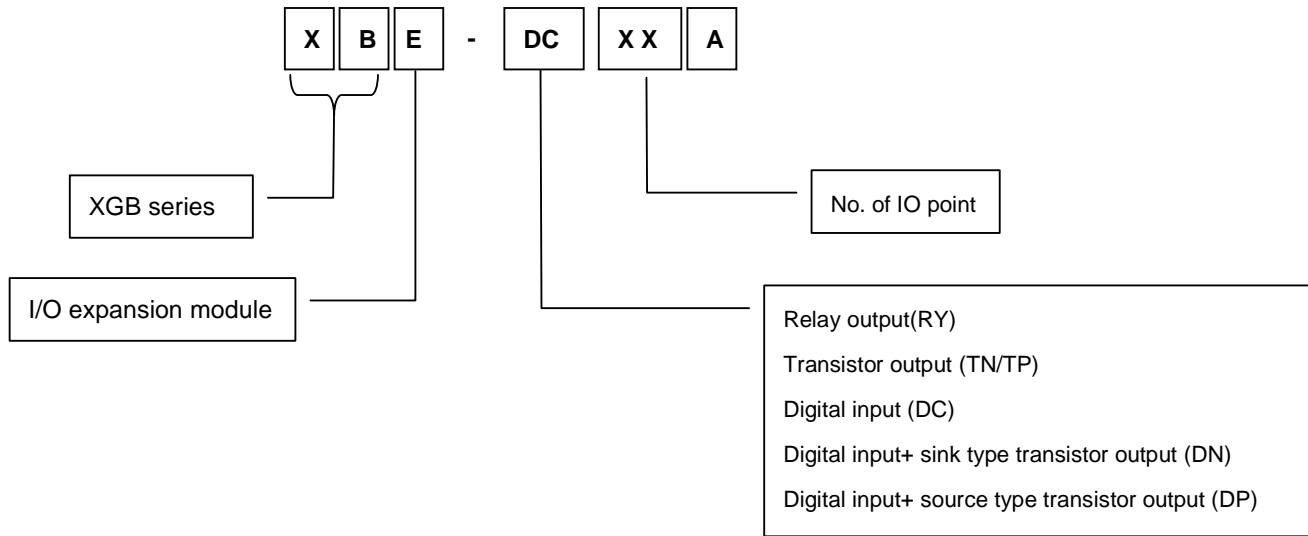 X B E - DC X X A
XGB series
No. of IO point
I/O expansion module
Relay output(RY)
Transistor output (TN/TP)
Digital input (DC)
Digital input+ sink type transistor output (DN)
Digital input+ source type transistor output (DP)